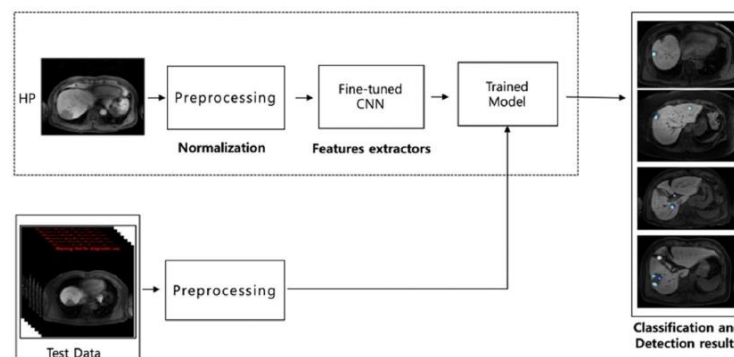 HP
Preprocessing
Normalization
Fine-tuned
CNN
Features extractors
Trained
Model
Preprocessing
Test Data
Classification an
Detection result